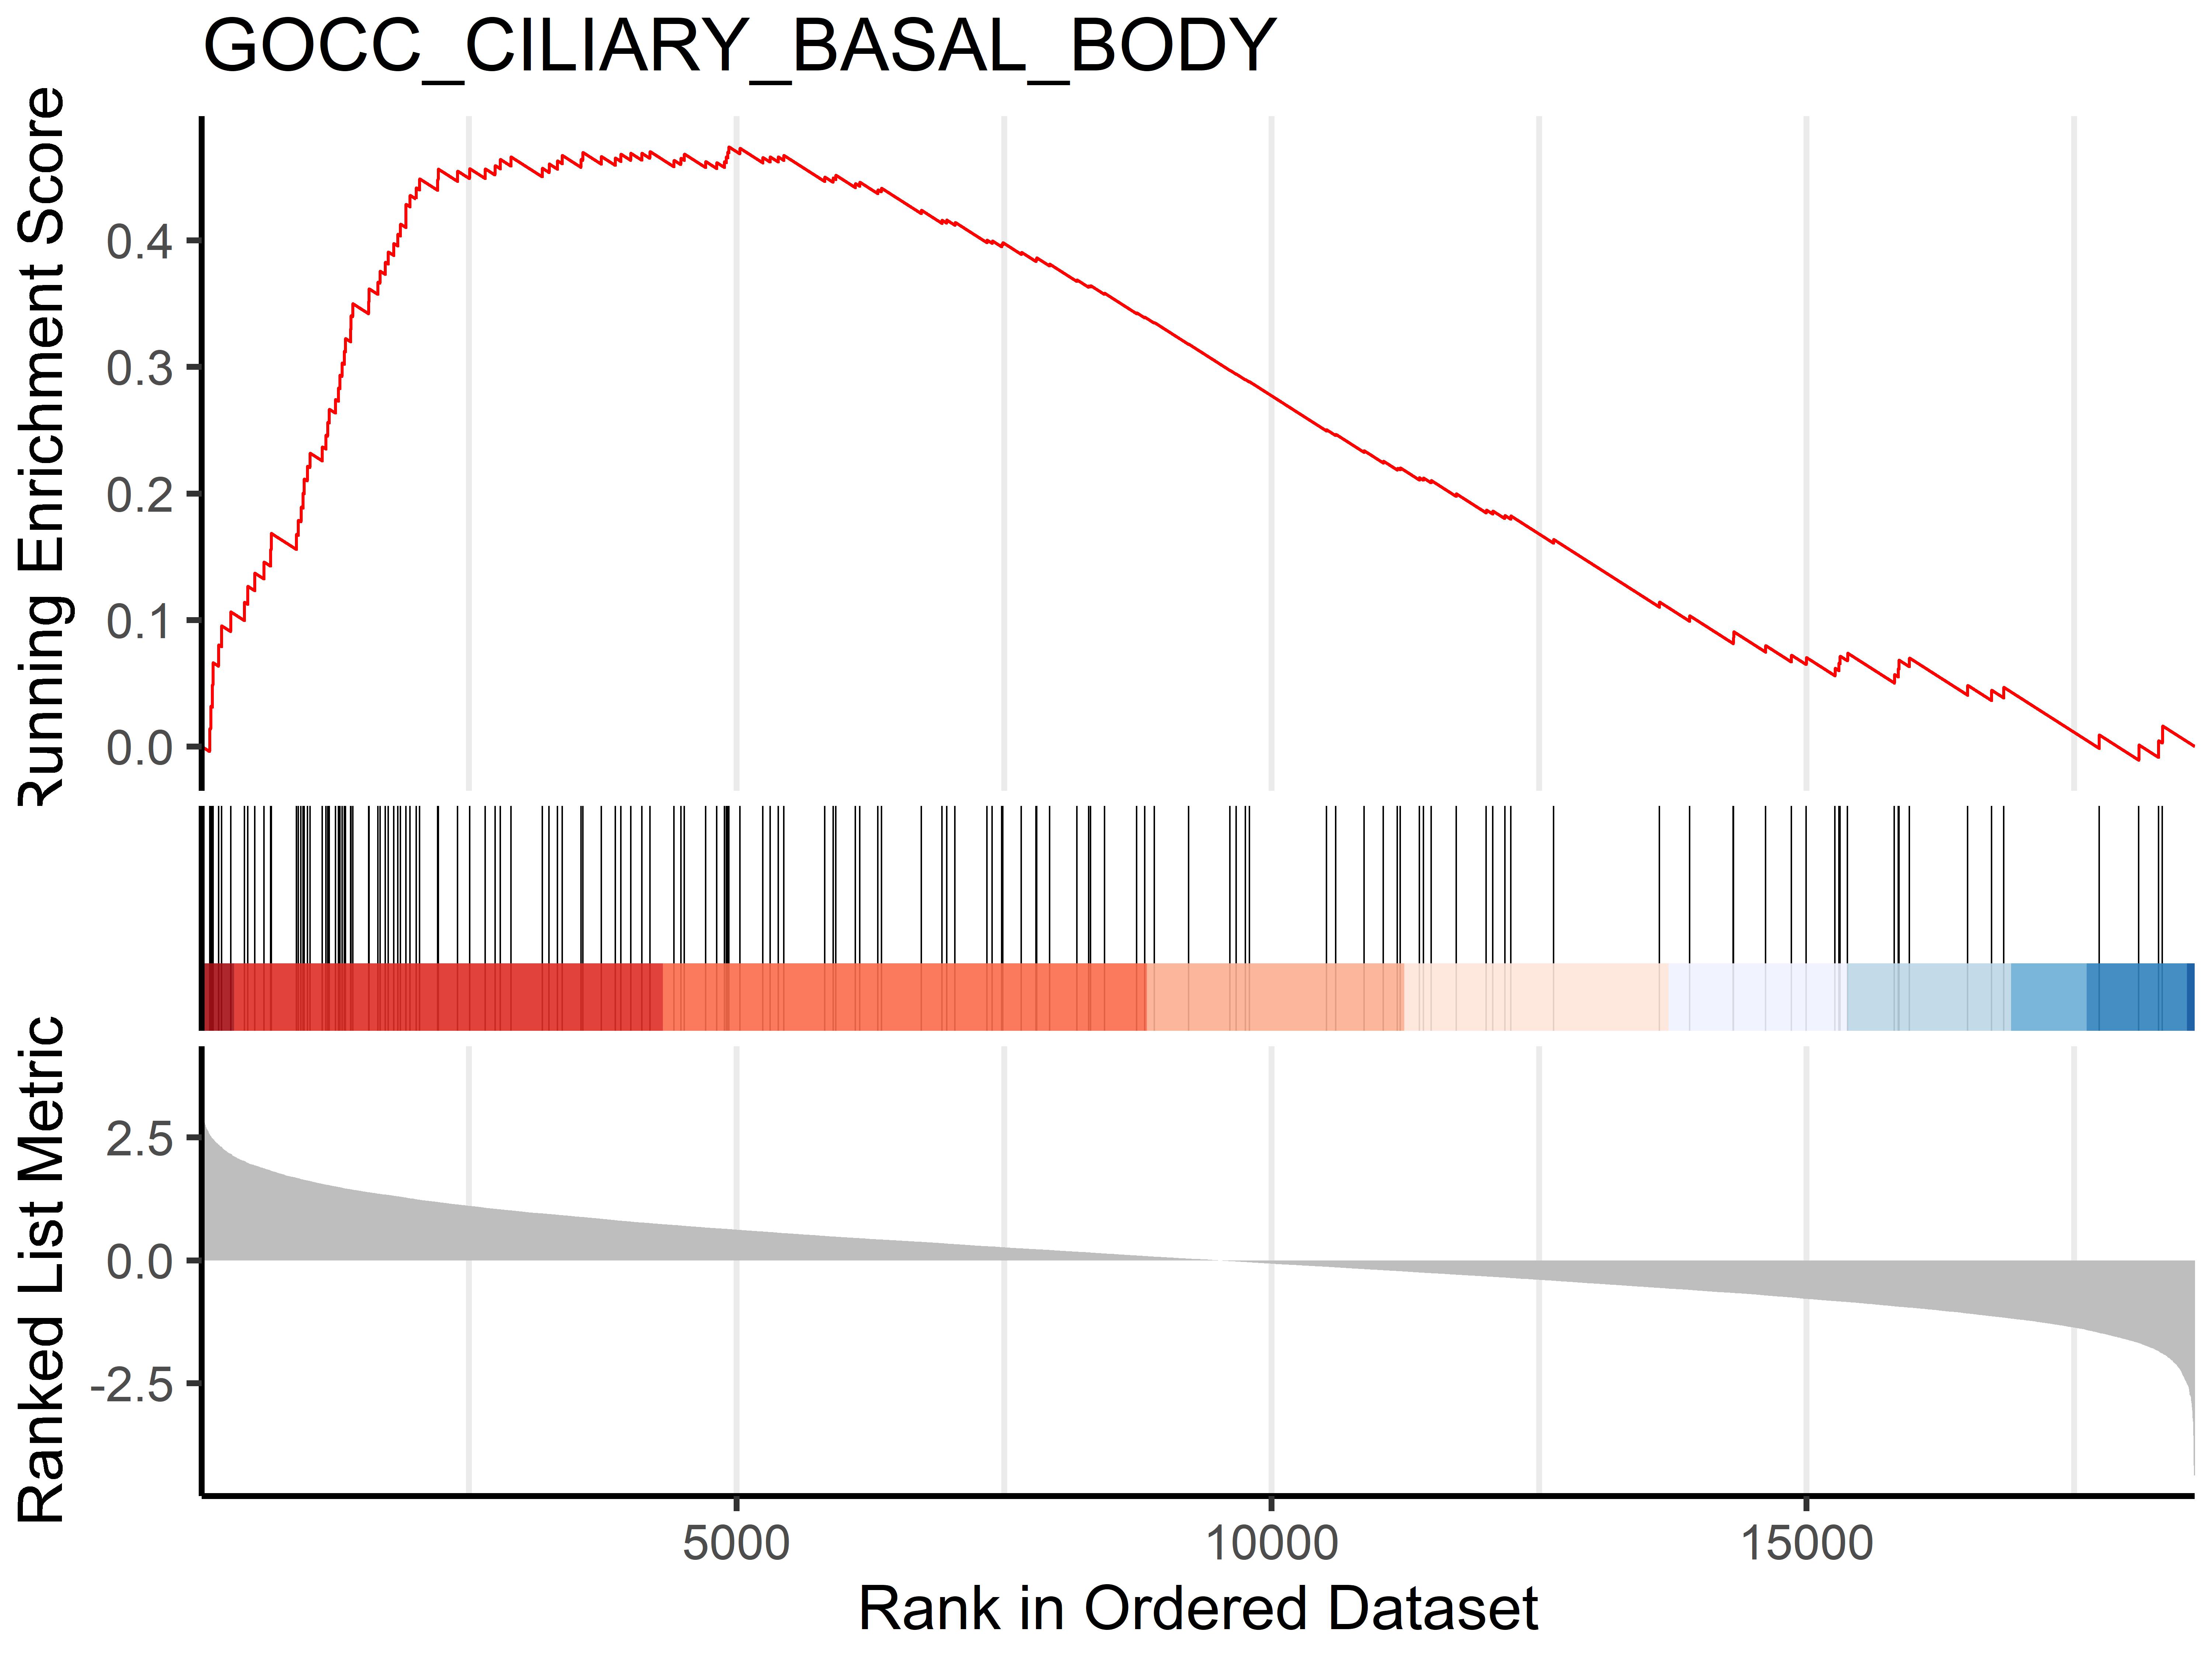 GOCC_CILIARY_BASAL_BODY
Running Enrichment Score
0.4
0.3
0.2
0.1
0.0
Ranked List Metric
2.5
0.0
-2.5
5000
10000
15000
Rank in Ordered Dataset